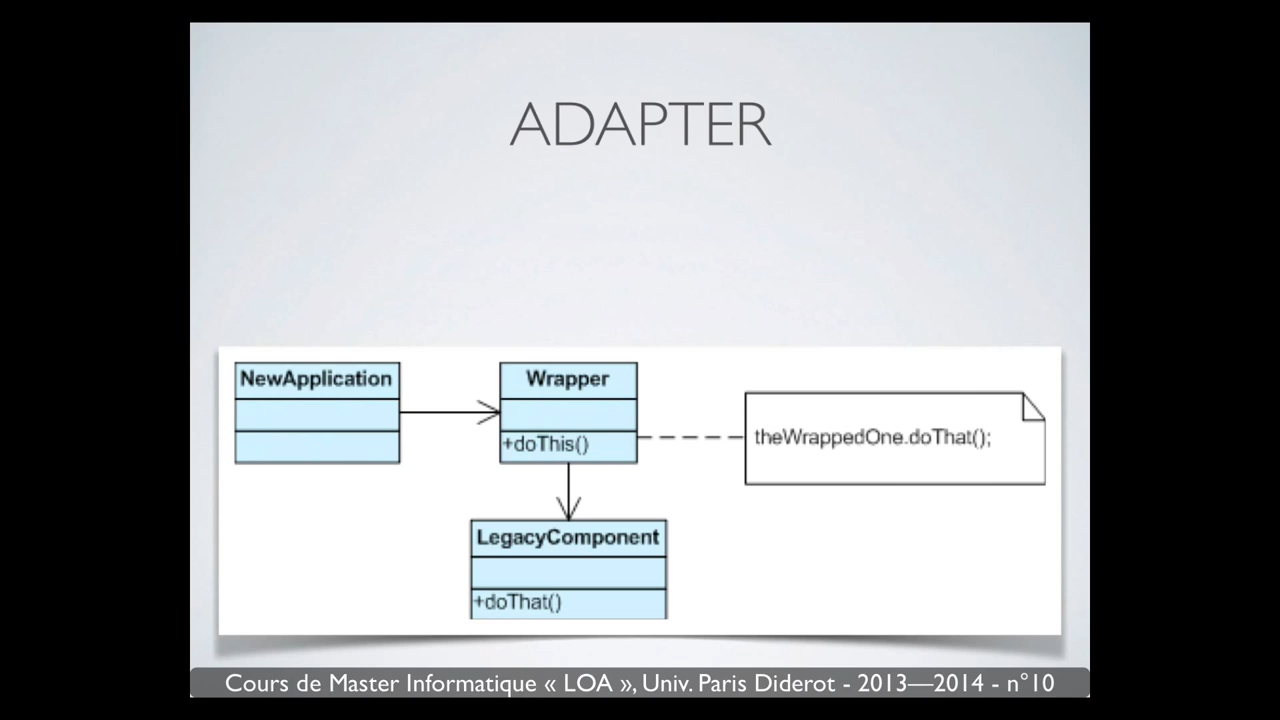 ADAPTER
NewApplication
Wrapper
+doThis()
theWrappedOne.doThat();
LegacyComponent
+doThat()
Cours de Master Informatique « LOA », Univ. Paris Diderot - 2013—2014 - n°10